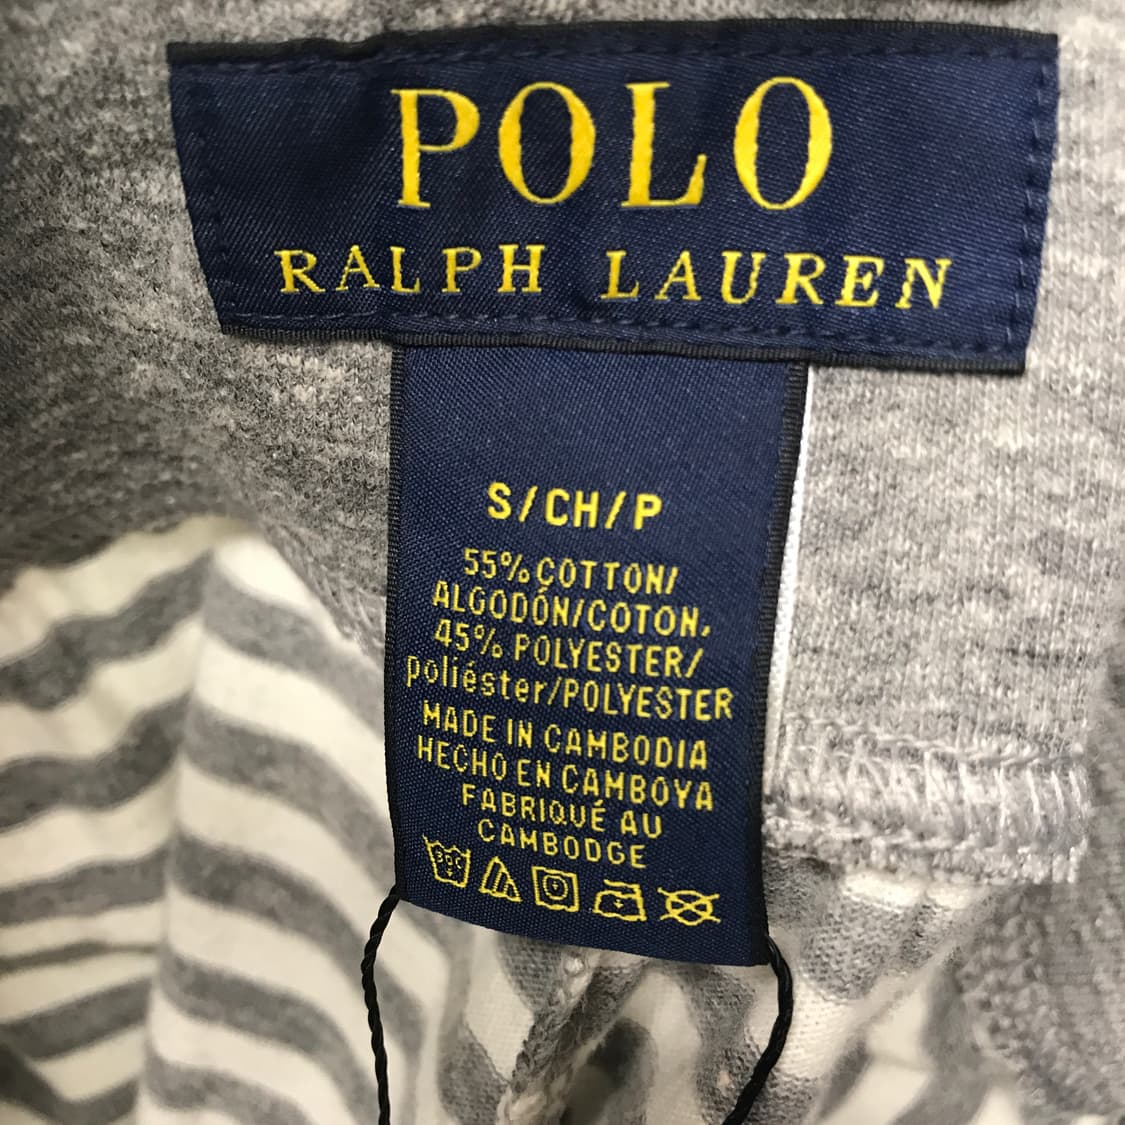 POLO
RALPH LAUREN
S/CH/P
55% COTTON/
ALGODÓN/COTON,
45% POLYESTER/
poliéster/POLYESTER
MADE IN CAMBODIA
HECHO EN CAMBOYA
FABRIQUÉ AU
CAMBODGE
30C